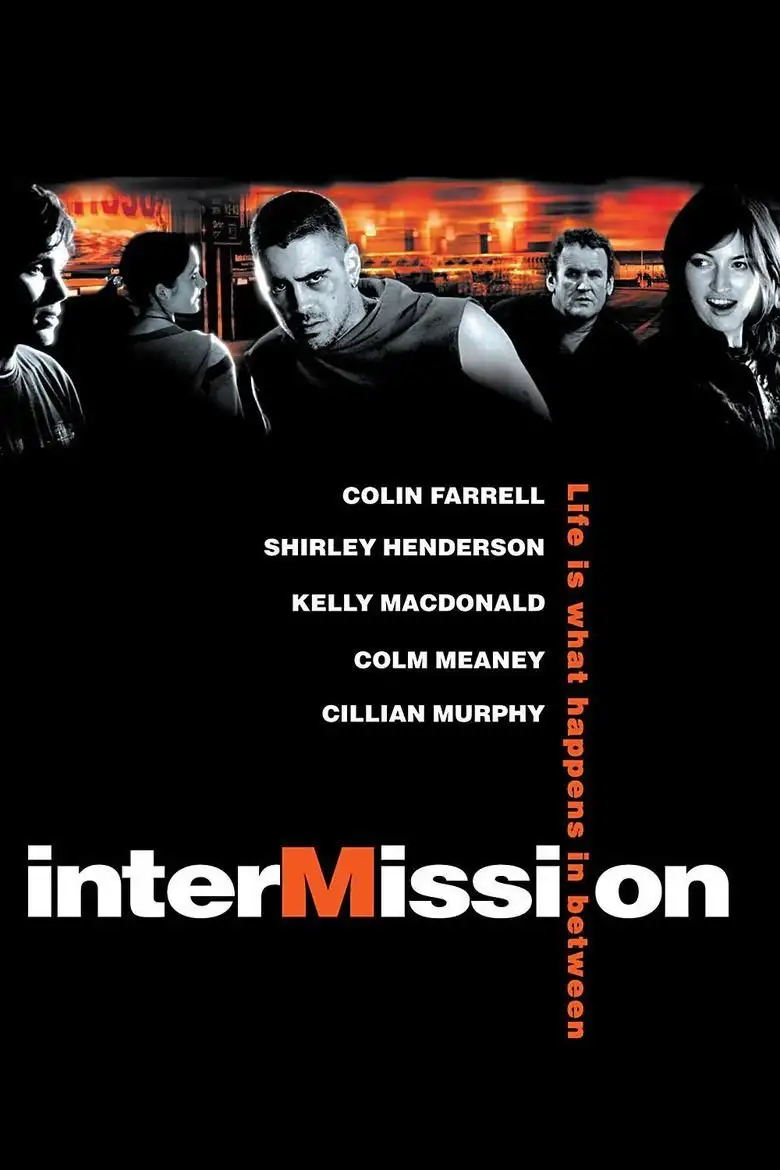 COLIN FARRELL
SHIRLEY HENDERSON
KELLY MACDONALD
COLM MEANEY
CILLIAN MURPHY
Life is what happens in between
interMission